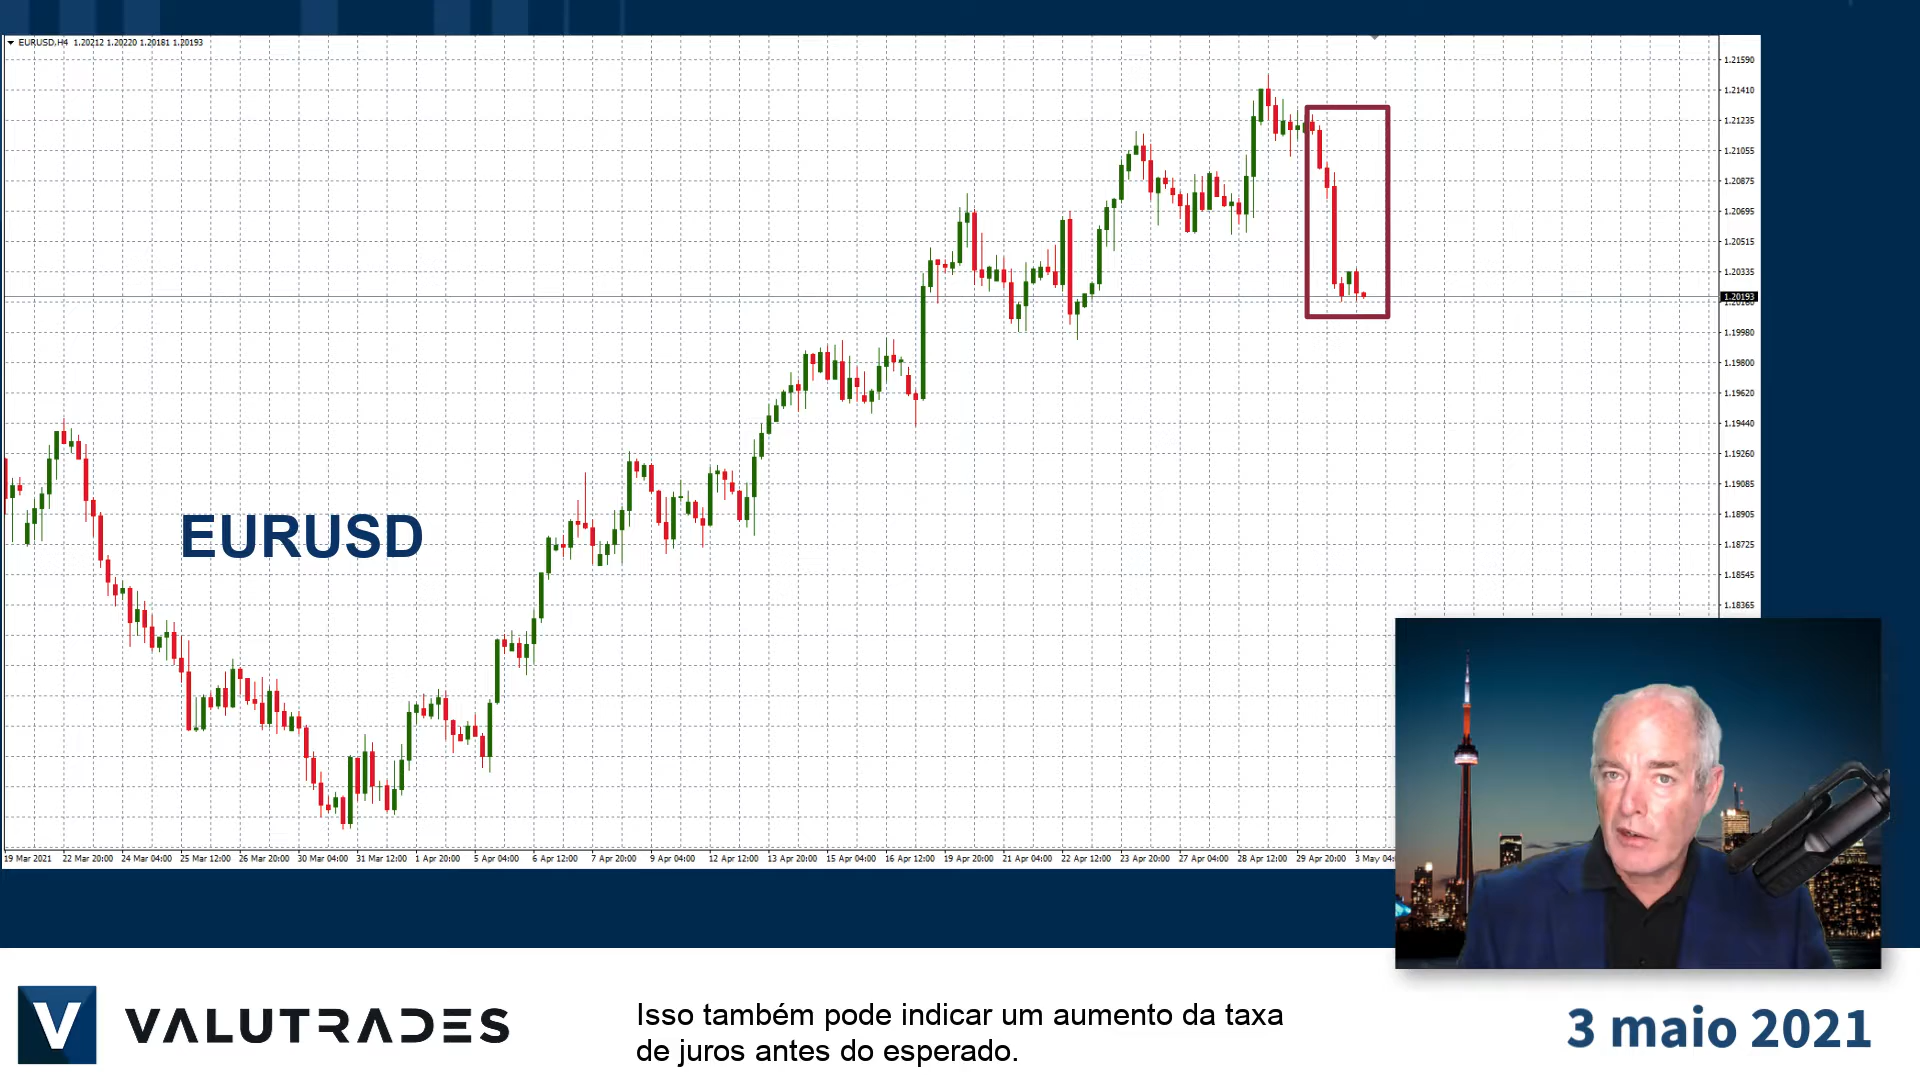 EURUSD,H4 1.20212 1.20220 1.20181 1.20193
1.21590
1.21410
1.21235
1.21055
1.20875
1.20695
1.20515
1.20335
1.20193
1.19980
1.19800
1.19620
1.19440
1.19260
1.19085
1.18905
1.18725
1.18545
1.18365
EURUSD
19 Mar 2021 22 Mar 20:00 24 Mar 04:00 25 Mar 12:00 26 Mar 20:00 30 Mar 04:00 31 Mar 12:00 1 Apr 20:00 5 Apr 04:00 6 Apr 12:00 7 Apr 20:00 9 Apr 04:00 12 Apr 12:00 13 Apr 20:00 15 Apr 04:00 16 Apr 12:00 19 Apr 20:00 21 Apr 04:00 22 Apr 12:00 23 Apr 20:00 27 Apr 04:00 28 Apr 12:00 29 Apr 20:00 3 May 04:
VALUTRADES
Isso também pode indicar um aumento da taxa
de juros antes do esperado.
3 maio 2021